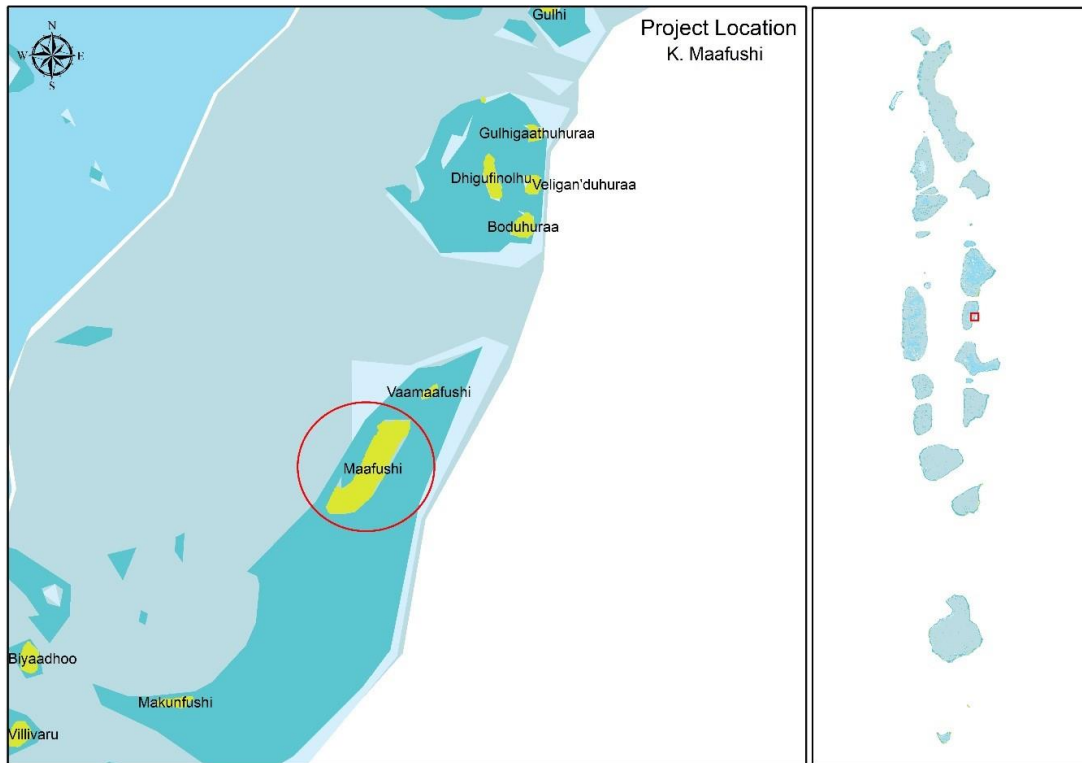 N
W E
S
Gulhi
Project Location
K. Maafushi
Gulhigaathuhuraa
Dhigufinolhu
Veligan'duhuraa
Boduhuraa
Vaamaafushi
Maafushi
Biyaadhoo
Makunfushi
Villivaru